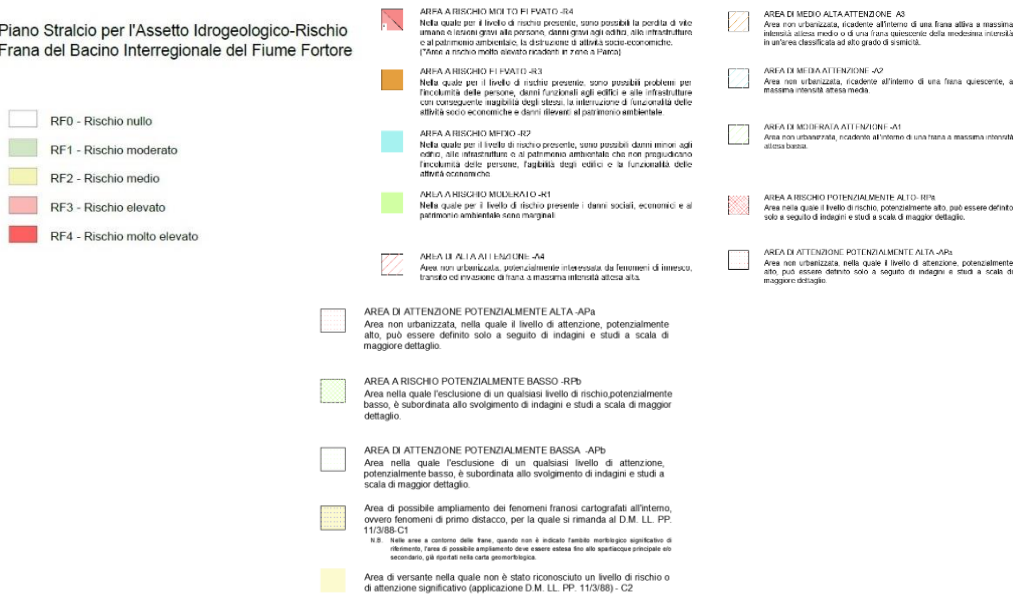 Piano Stralcio per l'Assetto Idrogeologico-Rischio
Frana del Bacino Interregionale del Fiume Fortore
RF0 - Rischio nullo
RF1 - Rischio moderato
RF2 - Rischio medio
RF3 - Rischio elevato
RF4 - Rischio molto elevato
AREA A RISCHIO MOLTO ELEVATO -R4
Nella quale per il livello di rischio presente, sono possibili la perdita di vite
umane e lesioni gravi alle persone, danni gravi agli edifici, alle infrastrutture
e al patrimonio ambientale, la distruzione di attività socio-economiche.
(*Aree a rischio molto elevato ricadenti in zone a Parco)
AREA A RISCHIO ELEVATO -R3
Nella quale per il livello di rischio presente, sono possibili problemi per
l'incolumità delle persone, danni funzionali agli edifici e alle infrastrutture
con conseguente inagibilità degli stessi, la interruzione di funzionalità delle
attività socio economiche e danni rilevanti al patrimonio ambientale.
AREA A RISCHIO MEDIO -R2
Nella quale per il livello di rischio presente, sono possibili danni minori agli
edifici, alle infrastrutture e al patrimonio ambientale che non pregiudicano
l'incolumità delle persone, l'agibilità degli edifici e la funzionalità delle
attività economiche.
AREA A RISCHIO MODERATO -R1
Nella quale per il livello di rischio presente i danni sociali, economici e al
patrimonio ambientale sono marginali.
AREA DI ALTA ATTENZIONE -A4
Area non urbanizzata, potenzialmente interessata da fenomeni di innesco,
transito ed invasione di frana a massima intensità attesa alta.
AREA DI MEDIO ALTA ATTENZIONE A3
Area non urbanizzata, ricadente all'interno di una frana attiva a massima
intensità attesa medio o di una frana quiescente della medesima intensità
in un'area classificata ad alto grado di sismicità.
AREA DI MEDIA ATTENZIONE -A2
Area non urbanizzata, ricadente all'interno di una frana quiescente, a
massima intensità attesa media.
AREA DI MODERATA ATTENZIONE -A1
Area non urbanizzata, ricadente all'interno di una frana a massima intensità
attesa bassa.
AREA A RISCHIO POTENZIALMENTE ALTO- RPa
Area nella quale il livello di rischio, potenzialmente alto, può essere definito
solo a seguito di indagini e studi a scala di maggior dettaglio.
AREA DI ATTENZIONE POTENZIALMENTE ALTA -APa
Area non urbanizzata, nella quale il livello di attenzione, potenzialmente
alto, può essere definito solo a seguito di indagini e studi a scala di
maggiore dettaglio.
AREA DI ATTENZIONE POTENZIALMENTE ALTA -APa
Area non urbanizzata, nella quale il livello di attenzione, potenzialmente
alto, può essere definito solo a seguito di indagini e studi a scala di
maggiore dettaglio.
AREA A RISCHIO POTENZIALMENTE BASSO -RPb
Area nella quale l'esclusione di un qualsiasi livello di rischio,potenzialmente
basso, è subordinata allo svolgimento di indagini e studi a scala di maggior
dettaglio.
AREA DI ATTENZIONE POTENZIALMENTE BASSA -APb
Area nella quale l'esclusione di un qualsiasi livello di attenzione,
potenzialmente basso, è subordinata allo svolgimento di indagini e studi a
scala di maggior dettaglio.
Area di possibile ampliamento dei fenomeni franosi cartografati all'interno,
ovvero fenomeni di primo distacco, per la quale si rimanda al D.M. LL. PP.
11/3/88-C1
N.B. Nelle aree a contorno delle frane, quando non è indicato l'ambito morfologico significativo di
riferimento, l'area di possibile ampliamento deve essere estesa fino allo spartiacque principale e/o
secondario, già riportati nella carta geomorfologica.
Area di versante nella quale non è stato riconosciuto un livello di rischio o
di attenzione significativo (applicazione D.M. LL. PP. 11/3/88) - C2